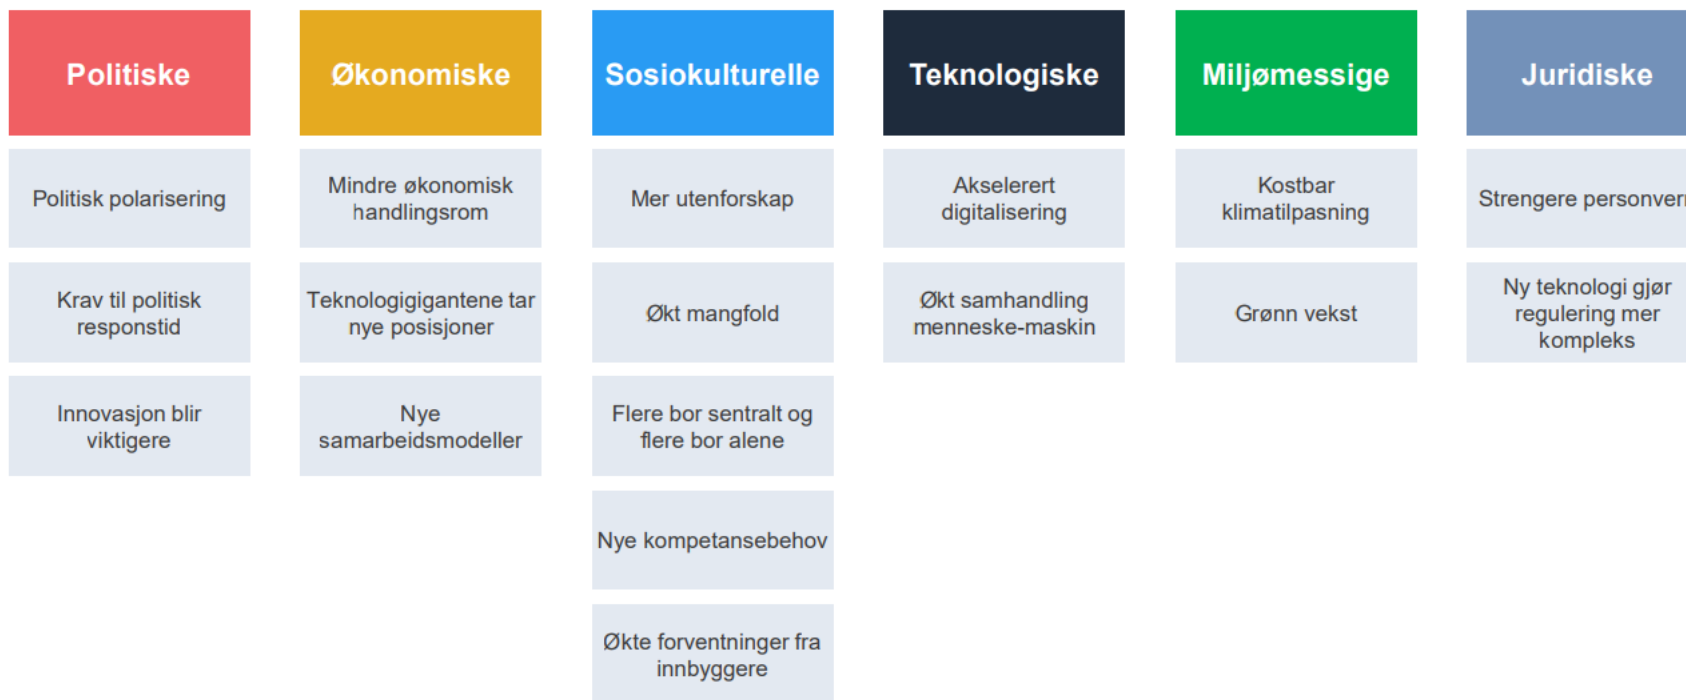 Politiske
Økonomiske
Sosiokulturelle
Teknologiske
Miljømessige
Juridiske
Politisk polarisering
Mindre økonomisk
handlingsrom
Mer utenforskap
Akselerert
digitalisering
Kostbar
klimatilpasning
Strengere personvern
Krav til politisk
responstid
Teknologigigantene tar
nye posisjoner
Økt mangfold
Økt samhandling
menneske-maskin
Grønn vekst
Ny teknologi gjør
regulering mer
kompleks
Innovasjon blir
viktigere
Nye
samarbeidsmodeller
Flere bor sentralt og
flere bor alene
Nye kompetansebehov
Økte forventninger fra
innbyggere